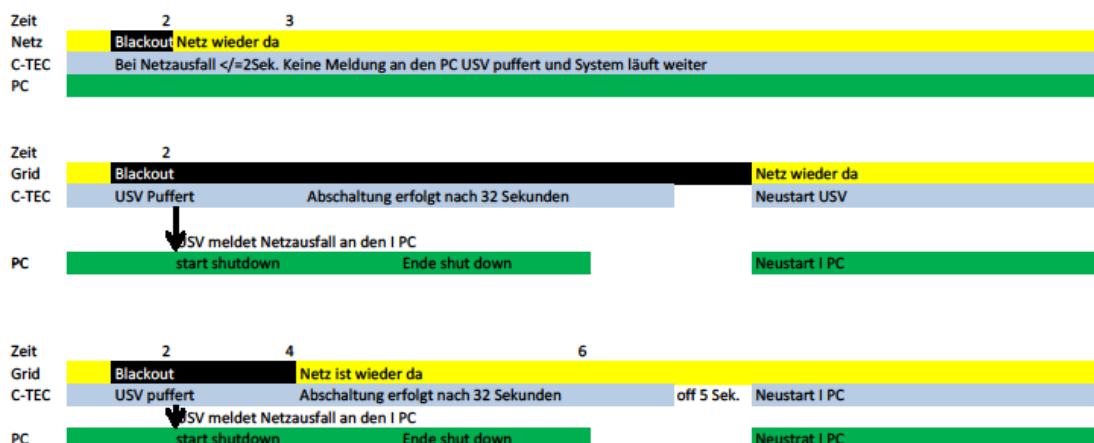 Zeit 2 3
Netz Blackout Netz wieder da
C-TEC Bei Netzausfall </=2Sek. Keine Meldung an den PC USV puffert und System läuft weiter
PC
Zeit 2
Grid Blackout Netz wieder da
C-TEC USV Puffert Abschaltung erfolgt nach 32 Sekunden Neustart USV
USV meldet Netzausfall an den I PC
PC start shutdown Ende shut down Neustart I PC
Zeit 2 4 6
Grid Blackout Netz ist wieder da
C-TEC USV puffert Abschaltung erfolgt nach 32 Sekunden off 5 Sek. Neustart I PC
USV meldet Netzausfall an den I PC
PC start shutdown Ende shut down Neustrat I PC